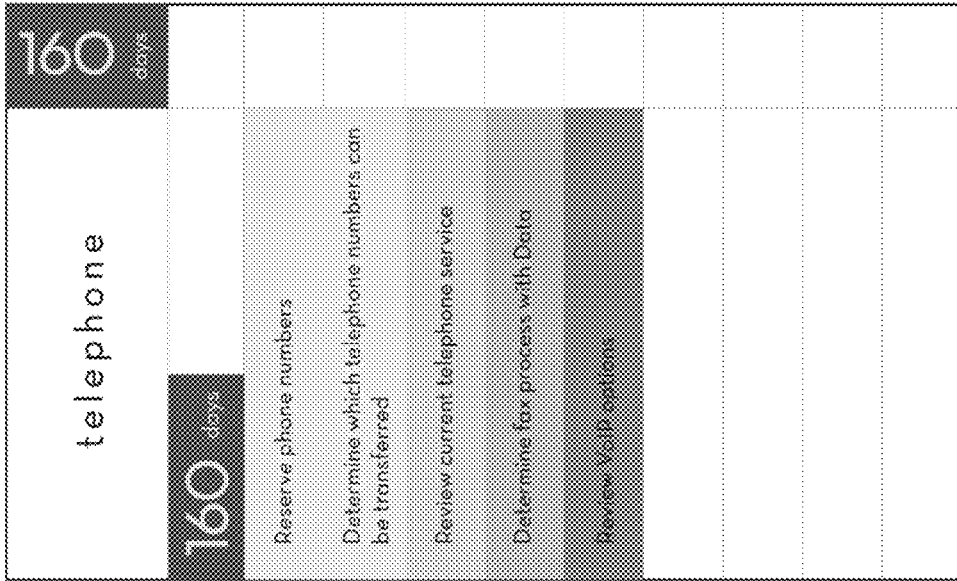 160 days
telephone
160 days
Reserve phone numbers
Determine which telephone numbers can
be transferred
Review current telephone service
Determine fax process with Data
Review VoIP options